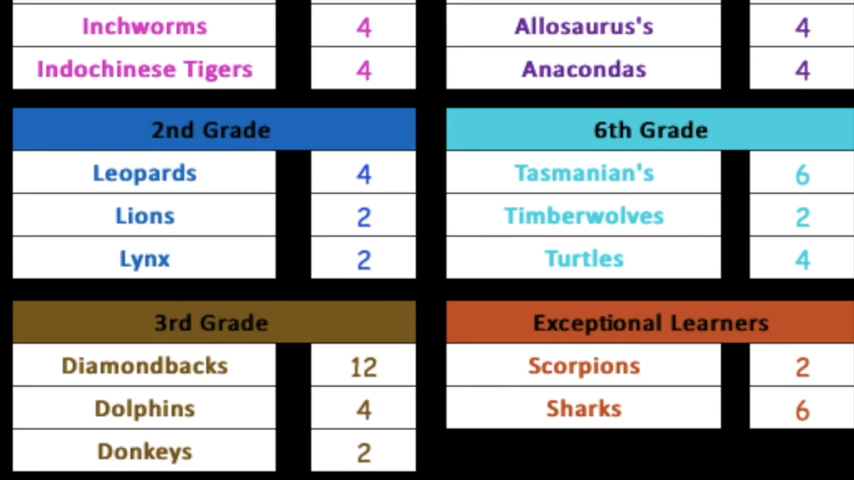 Inchworms 4
Indochinese Tigers 4
2nd Grade
Leopards 4
Lions 2
Lynx 2
3rd Grade
Diamondbacks 12
Dolphins 4
Donkeys 2
Allosaurus's 4
Anacondas 4
6th Grade
Tasmanian's 6
Timberwolves 2
Turtles 4
Exceptional Learners
Scorpions 2
Sharks 6